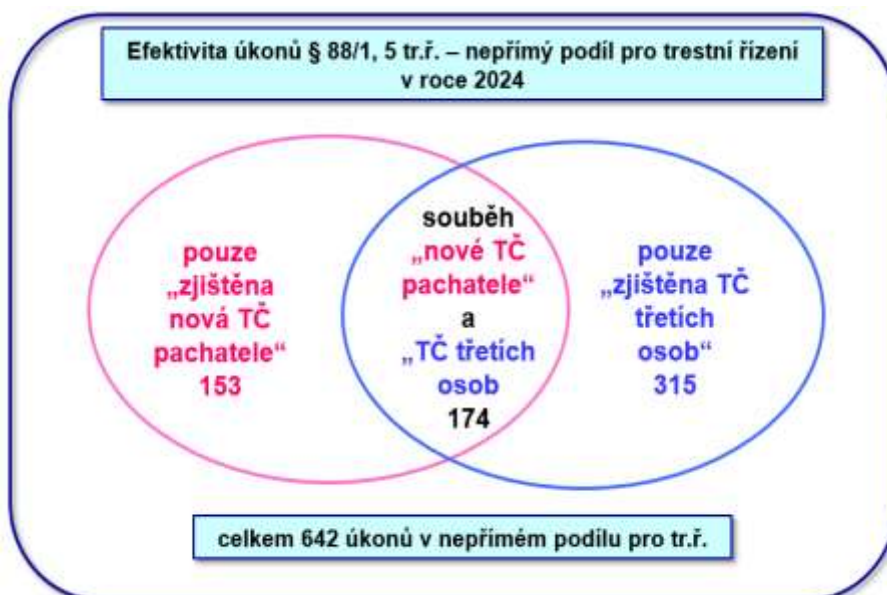 Efektivita úkonů § 88/1, 5 tr.ř. – nepřímý podíl pro trestní řízení
v roce 2024
pouze
„zjištěna
nová TČ
pachatele“
153
souběh
„nové TČ
pachatele“
a
„TČ třetích
osob
174
pouze
„zjištěna TČ
třetích
osob“
315
celkem 642 úkonů v nepřímém podílu pro tr.ř.